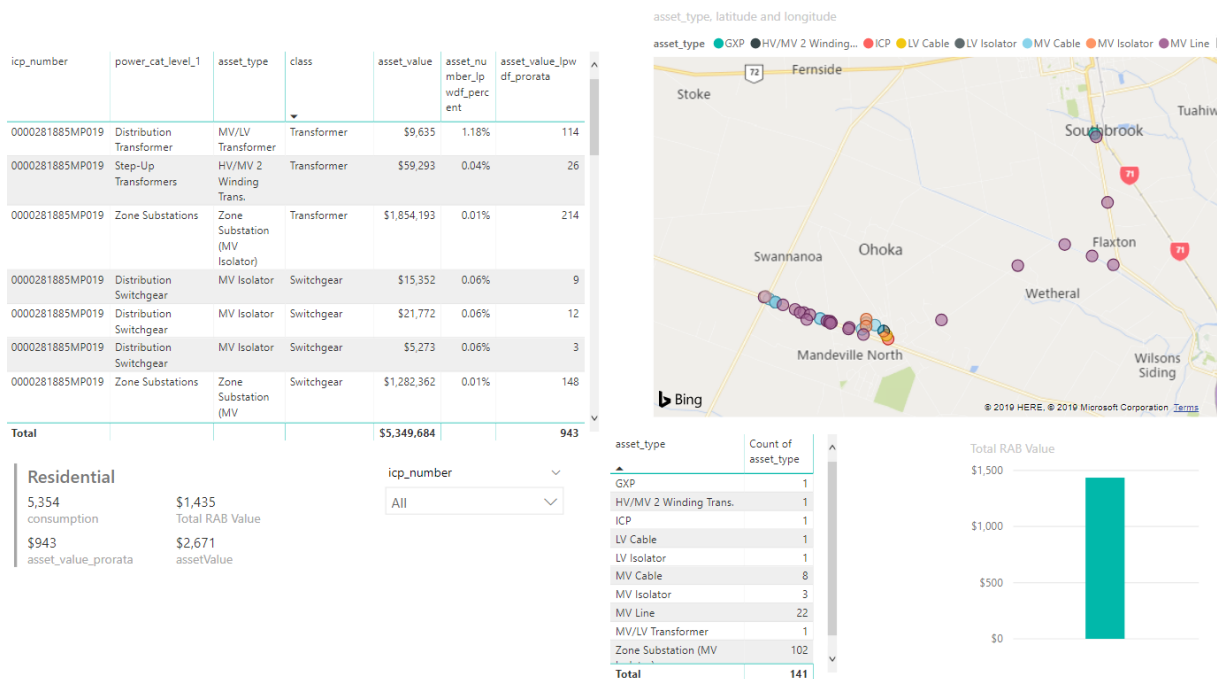 asset_type, latitude and longitude
asset_type GXP HV/MV 2 Winding... ICP LV Cable LV Isolator MV Cable MV Isolator MV Line
icp_number power_cat_level_1 asset_type class asset_value asset_nu asset_value_lpw
mber_lp df_prorata
wdf_perc
ent
0000281885MP019 Distribution MV/LV Transformer $9,635 1.18% 114
Transformer Transformer
0000281885MP019 Step-Up HV/MV 2 Transformer $59,293 0.04% 26
Transformers Winding
Trans.
0000281885MP019 Zone Substations Zone Transformer $1,854,193 0.01% 214
Substation
(MV
Isolator)
0000281885MP019 Distribution MV Isolator Switchgear $15,352 0.06% 9
Switchgear
0000281885MP019 Distribution MV Isolator Switchgear $21,772 0.06% 12
Switchgear
0000281885MP019 Distribution MV Isolator Switchgear $5,273 0.06% 3
Switchgear
0000281885MP019 Zone Substations Zone Switchgear $1,282,362 0.01% 148
Substation
(MV
Total $5,349,684 943
72 Fernside
Stoke
Tuahiw
Southbrook
71
Flaxton
71
Ohoka
Swannanoa
Wetheral
Mandeville North
Wilsons
Siding
Bing
© 2019 HERE, © 2019 Microsoft Corporation, Terms
Residential
5,354 $1,435
consumption Total RAB Value
$943 $2,671
asset_value_prorata assetValue
icp_number
All
asset_type Count of
asset_type
GXP 1
HV/MV 2 Winding Trans. 1
ICP 1
LV Cable 1
LV Isolator 1
MV Cable 8
MV Isolator 3
MV Line 22
MV/LV Transformer 1
Zone Substation (MV 102
Total 141
Total RAB Value
$1,500
$1,000
$500
$0